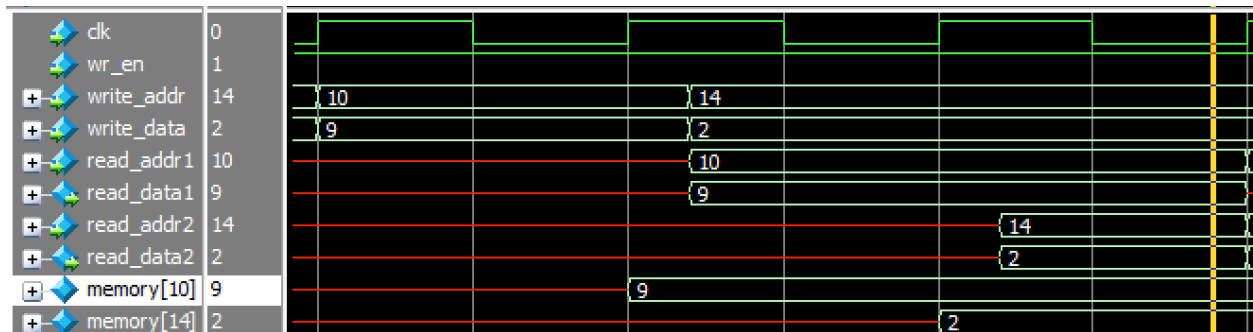 clk 0
wr_en 1
write_addr 14 10 14
write_data 2 9 2
read_addr1 10 10
read_data1 9 9
read_addr2 14 14
read_data2 2 2
memory[10] 9 9
memory[14] 2 2